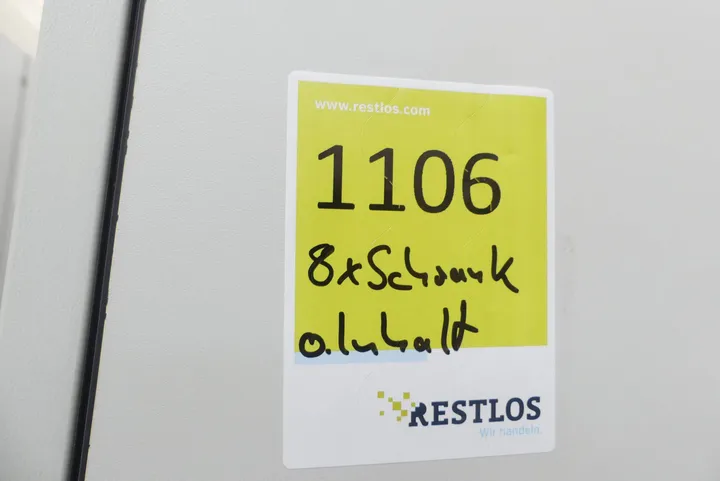 www.restlos.com
1106
8xSchrank
o.Inhalt
RESTLOS
Wir handeln.